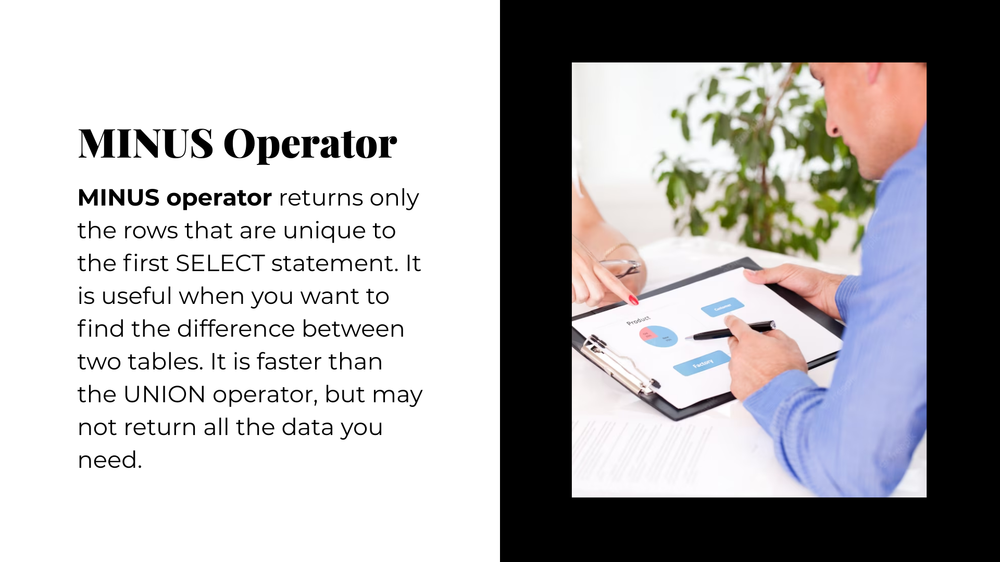 MINUS Operator
MINUS operator returns only
the rows that are unique to
the first SELECT statement. It
is useful when you want to
find the difference between
two tables. It is faster than
the UNION operator, but may
not return all the data you
need.
Customer
Product
Factory